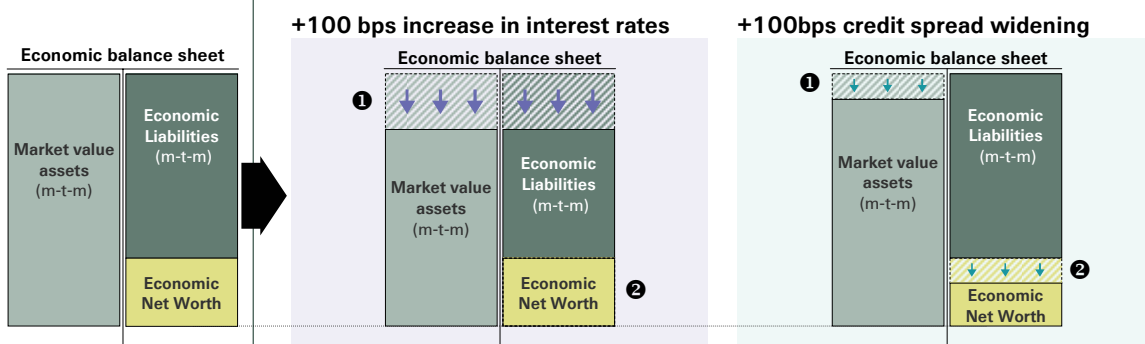 +100 bps increase in interest rates
+100bps credit spread widening
Economic balance sheet
Market value
assets
(m-t-m)
Economic
Liabilities
(m-t-m)
Economic
Net Worth
Economic balance sheet
❶
Market value
assets
(m-t-m)
Economic
Liabilities
(m-t-m)
Economic
Net Worth
❷
Economic balance sheet
❶
Market value
assets
(m-t-m)
Economic
Liabilities
(m-t-m)
❷
Economic
Net Worth